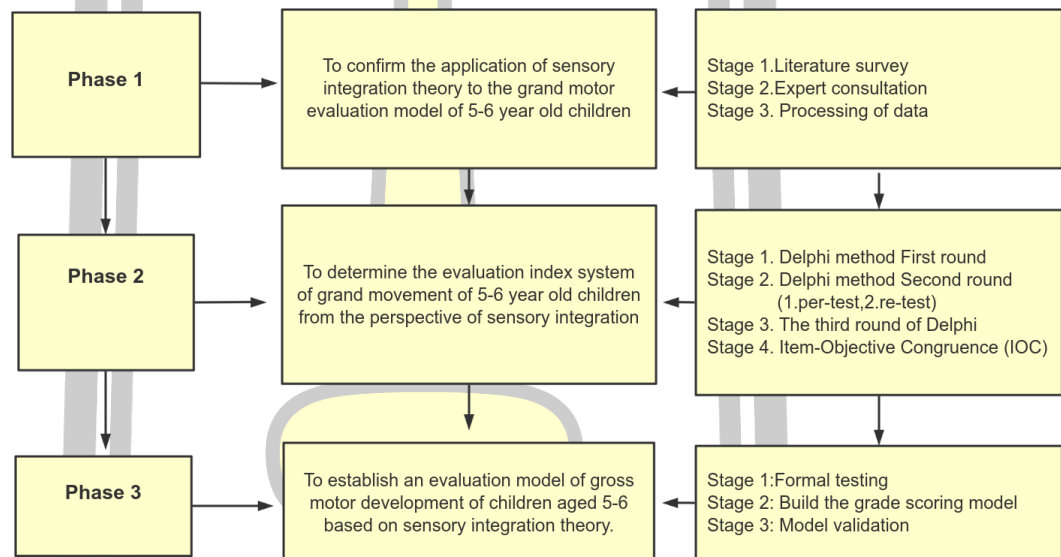 Phase 1
To confirm the application of sensory
integration theory to the grand motor
evaluation model of 5-6 year old children
Stage 1.Literature survey
Stage 2.Expert consultation
Stage 3. Processing of data
Phase 2
To determine the evaluation index system
of grand movement of 5-6 year old children
from the perspective of sensory integration
Stage 1. Delphi method First round
Stage 2. Delphi method Second round
(1.per-test,2.re-test)
Stage 3. The third round of Delphi
Stage 4. Item-Objective Congruence (IOC)
Phase 3
To establish an evaluation model of gross
motor development of children aged 5-6
based on sensory integration theory.
Stage 1:Formal testing
Stage 2: Build the grade scoring model
Stage 3: Model validation